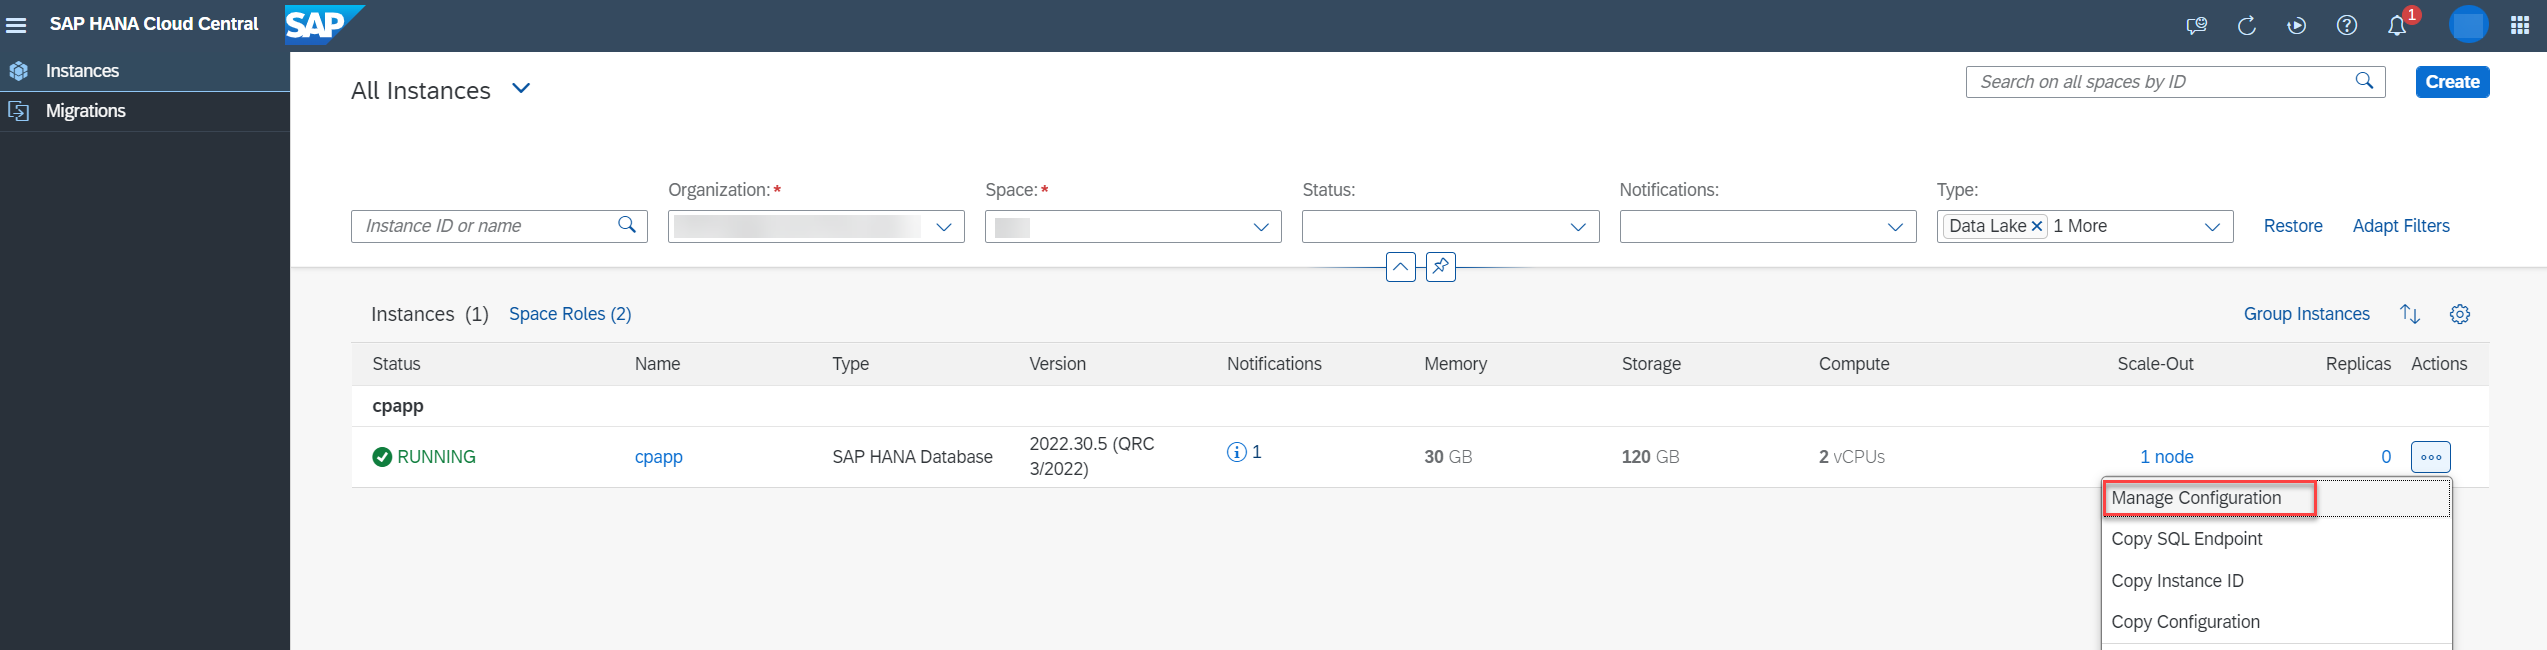 SAP HANA Cloud Central
SAP
1
Instances
Migrations
All Instances
Search on all spaces by ID
Create
Organization:*
Space:*
Status:
Notifications:
Type:
Instance ID or name
Data Lake 1 More
Restore
Adapt Filters
Instances (1)
Space Roles (2)
Group Instances
Status Name Type Version Notifications Memory Storage Compute Scale-Out Replicas Actions
cpapp
RUNNING cpapp SAP HANA Database 2022.30.5 (QRC
3/2022)
1 30 GB 120 GB 2 vCPUs 1 node 0
Manage Configuration
Copy SQL Endpoint
Copy Instance ID
Copy Configuration